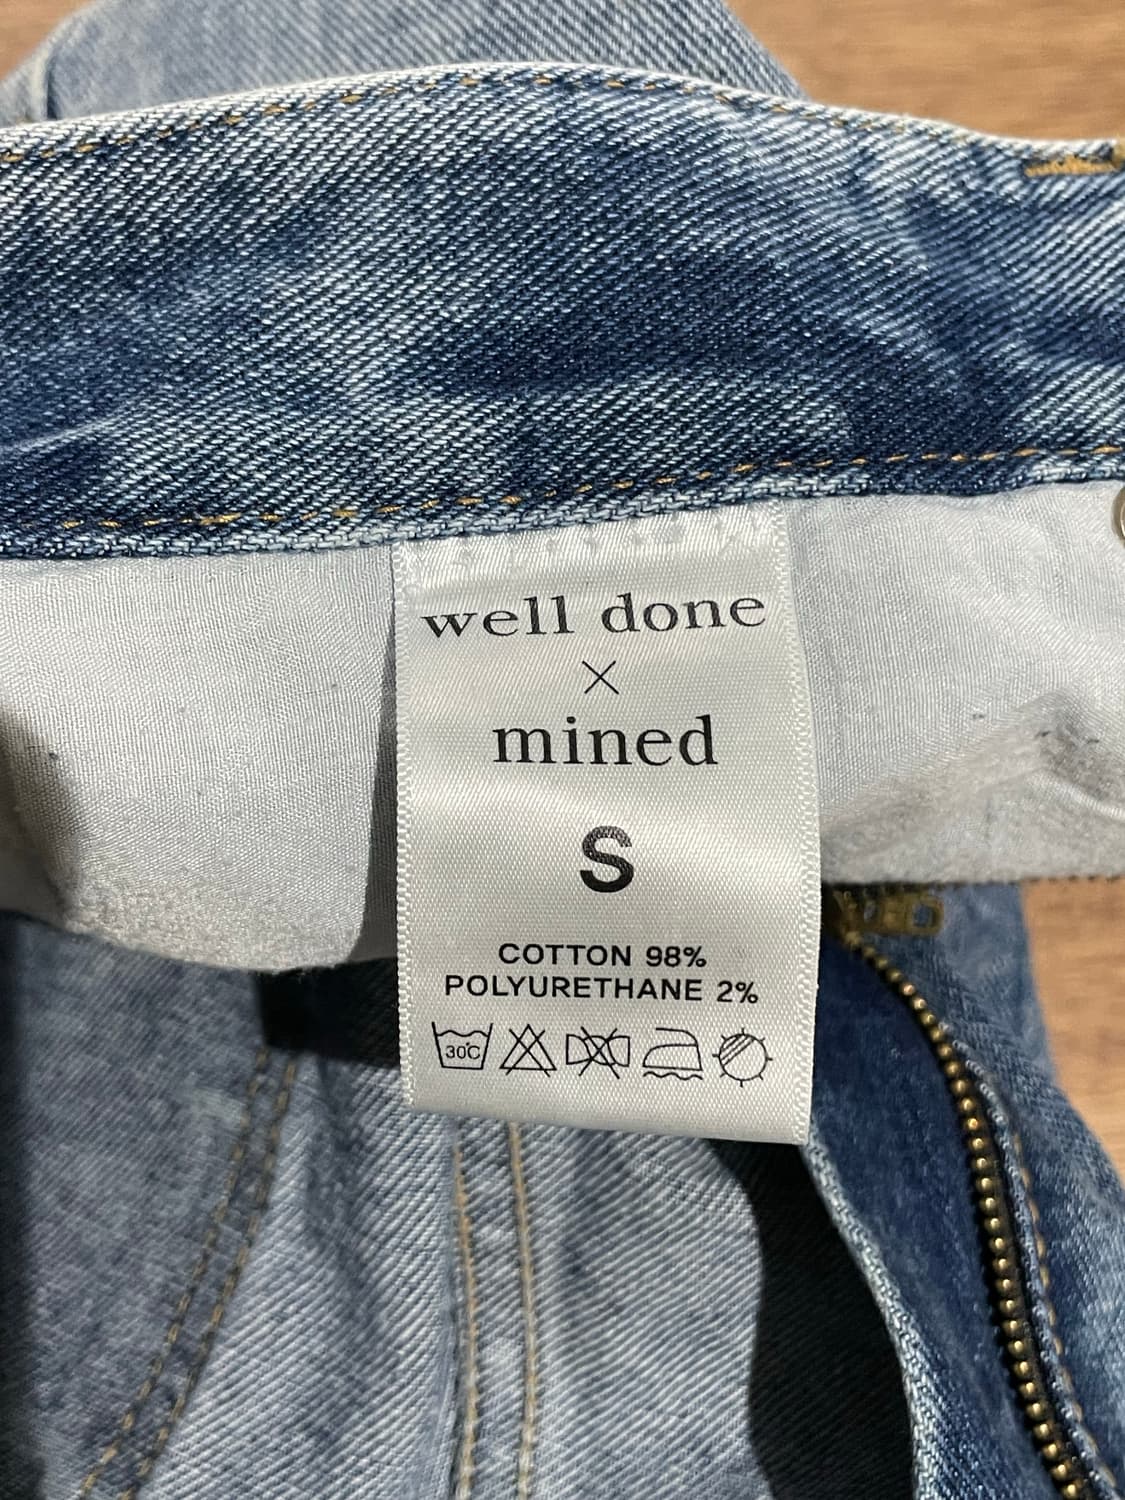 well done
×
mined
S
COTTON 98%
POLYURETHANE 2%
30℃